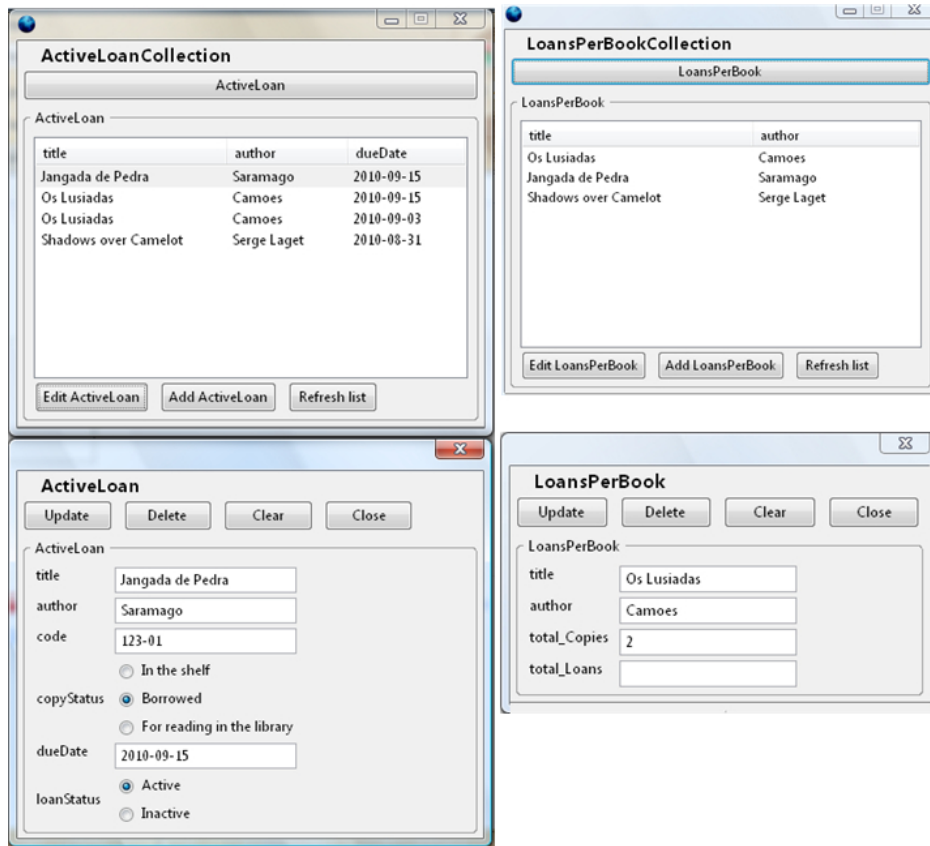 ActiveLoanCollection
ActiveLoan
ActiveLoan
title author dueDate
Jangada de Pedra Saramago 2010-09-15
Os Lusiadas Camoes 2010-09-15
Os Lusiadas Camoes 2010-09-03
Shadows over Camelot Serge Laget 2010-08-31
Edit ActiveLoan Add ActiveLoan Refresh list
LoansPerBookCollection
LoansPerBook
LoansPerBook
title author
Os Lusiadas Camoes
Jangada de Pedra Saramago
Shadows over Camelot Serge Laget
Edit LoansPerBook Add LoansPerBook Refresh list
ActiveLoan
Update Delete Clear Close
ActiveLoan
title Jangada de Pedra
author Saramago
code 123-01
In the shelf
copyStatus Borrowed
For reading in the library
dueDate 2010-09-15
Active
loanStatus
Inactive
LoansPerBook
Update Delete Clear Close
LoansPerBook
title Os Lusiadas
author Camoes
total_Copies 2
total_Loans